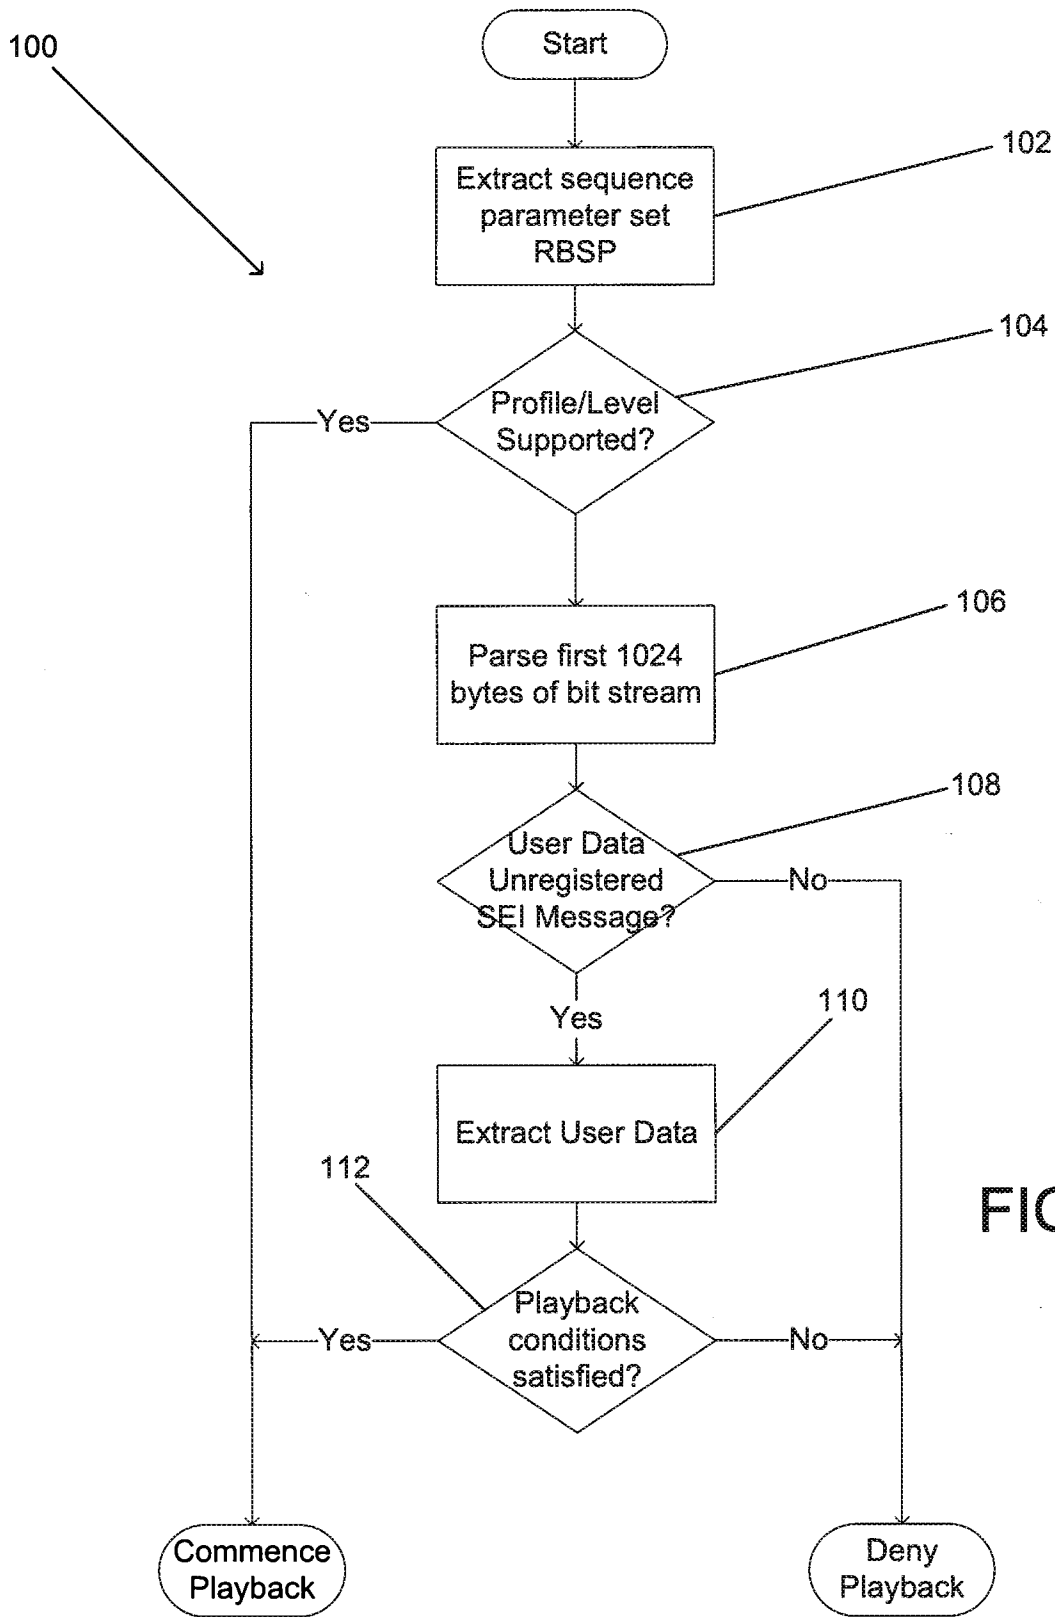 100
Start
102
Extract sequence
parameter set
RBSP
104
Profile/Level
Supported?
Yes
106
Parse first 1024
bytes of bit stream
108
User Data
Unregistered
SEI Message?
No
Yes
110
Extract User Data
112
FIG
Playback
conditions
satisfied?
Yes
No
Commence
Playback
Deny
Playback